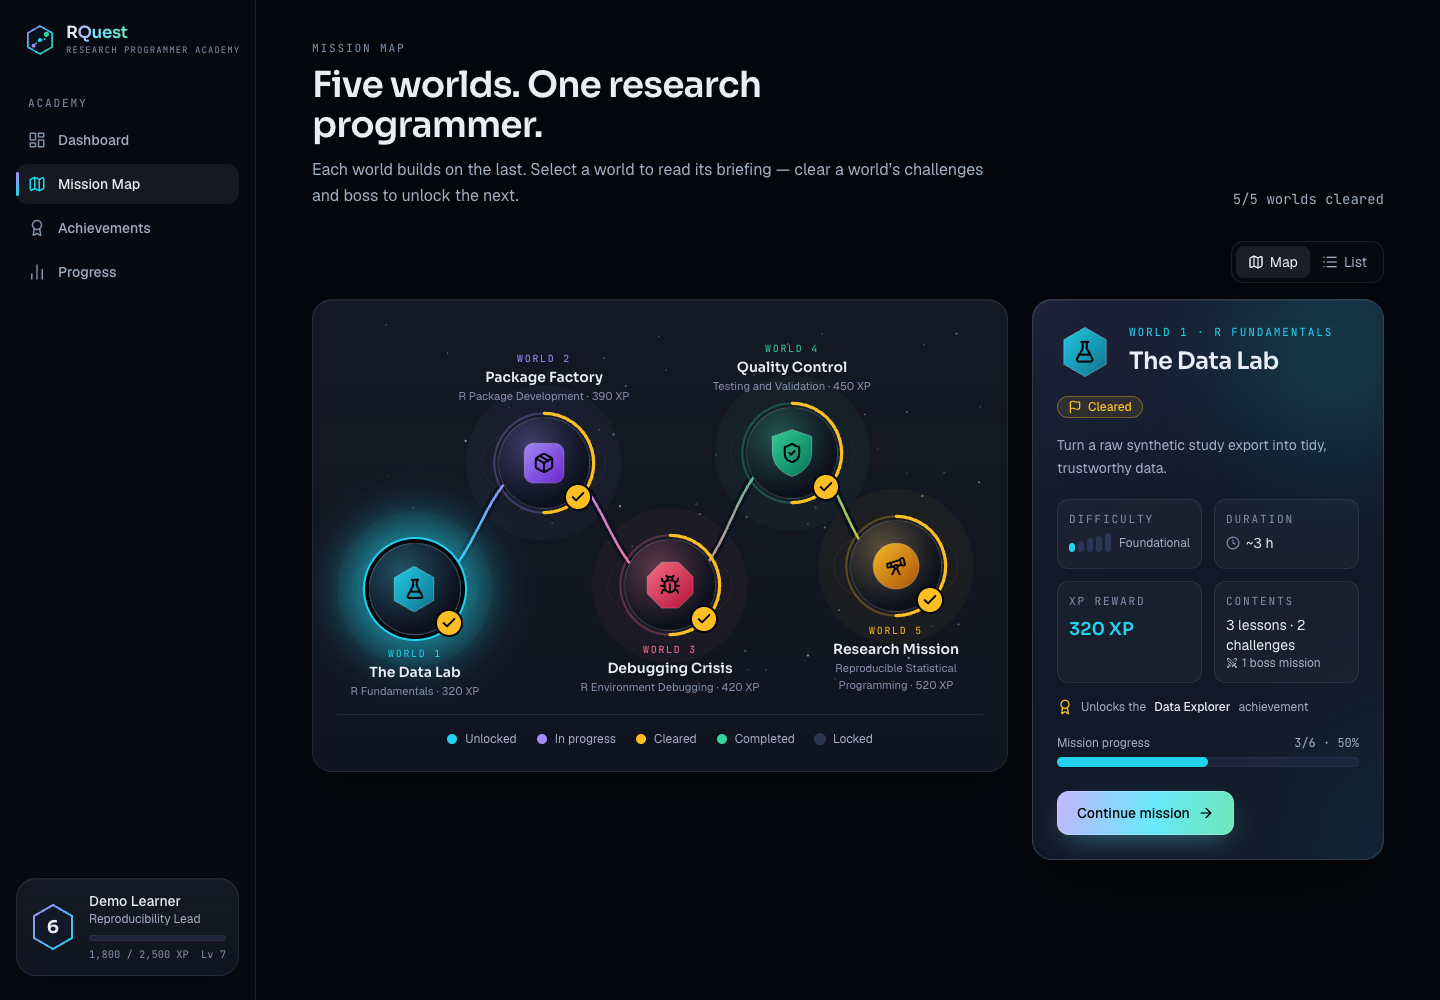 RQuest
RESEARCH PROGRAMMER ACADEMY
ACADEMY
Dashboard
Mission Map
Achievements
Progress
6
Demo Learner
Reproducibility Lead
1,800 / 2,500 XP Lv 7
MISSION MAP
Five worlds. One research
programmer.
Each world builds on the last. Select a world to read its briefing — clear a world’s challenges
and boss to unlock the next.
5/5 worlds cleared
Map
List
WORLD 2
Package Factory
R Package Development · 390 XP
WORLD 4
Quality Control
Testing and Validation · 450 XP
WORLD 1
The Data Lab
R Fundamentals · 320 XP
WORLD 3
Debugging Crisis
R Environment Debugging · 420 XP
WORLD 5
Research Mission
Reproducible Statistical
Programming · 520 XP
Unlocked
In progress
Cleared
Completed
Locked
WORLD 1 · R FUNDAMENTALS
The Data Lab
Cleared
Turn a raw synthetic study export into tidy,
trustworthy data.
DIFFICULTY
Foundational
DURATION
~3 h
XP REWARD
320 XP
CONTENTS
3 lessons · 2
challenges
1 boss mission
Unlocks the Data Explorer achievement
Mission progress 3/6 · 50%
Continue mission